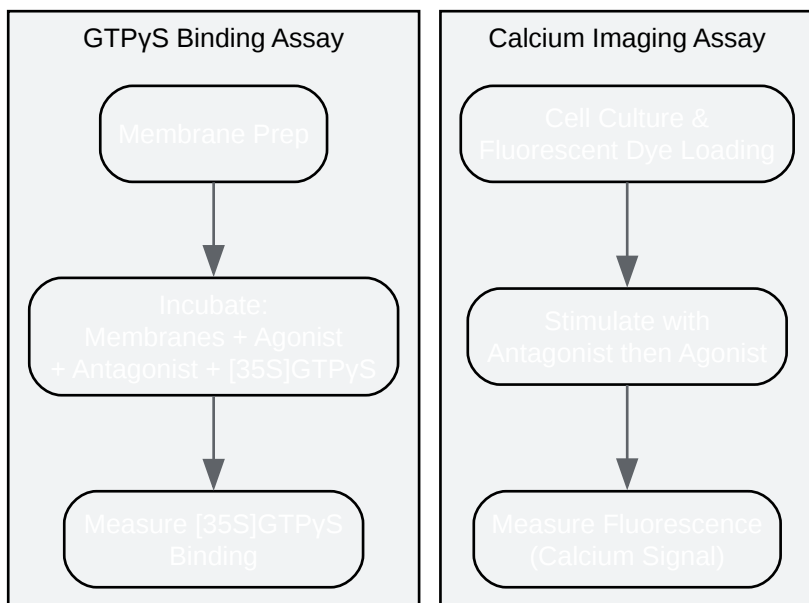 GTPγS Binding Assay
Membrane Prep
Incubate:
Membranes + Agonist
+ Antagonist + [35S]GTPγS
Measure [35S]GTPγS
Binding
Calcium Imaging Assay
Cell Culture &
Fluorescent Dye Loading
Stimulate with
Antagonist then Agonist
Measure Fluorescence
(Calcium Signal)